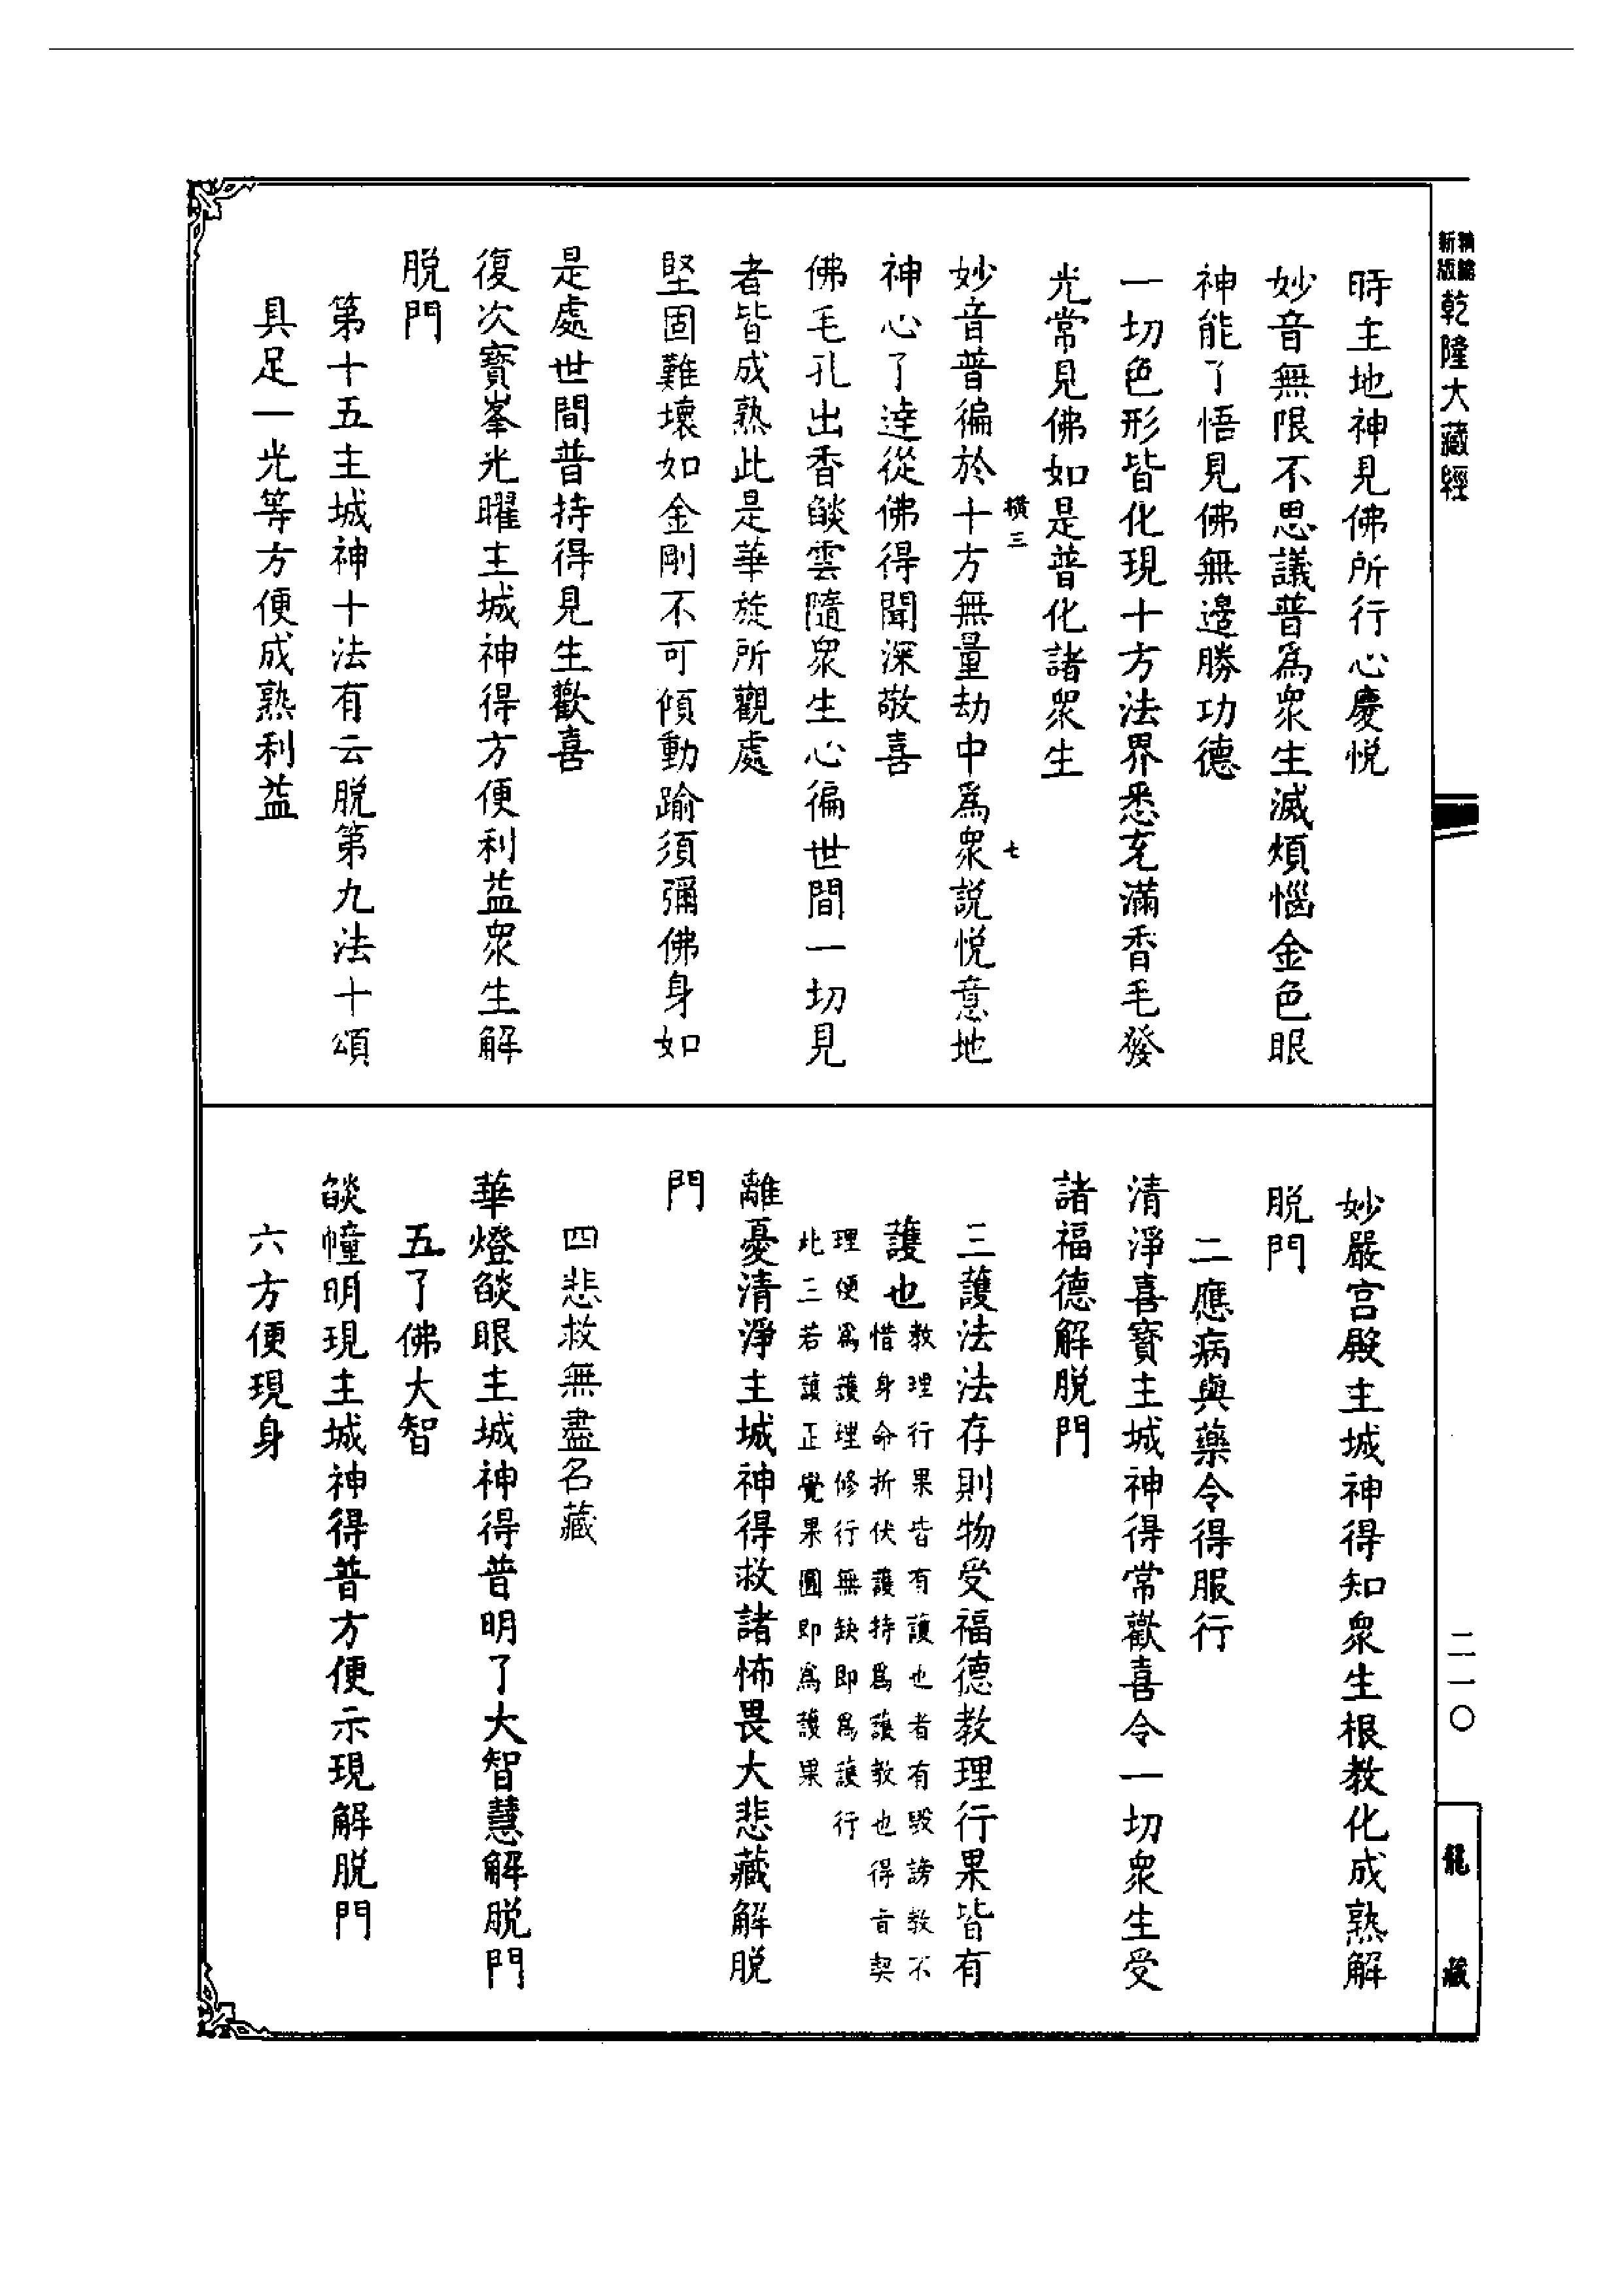 精縮新版乾隆大藏經
時主地神見佛所行心慶悅
妙音無限不思議普爲衆生滅煩惱金色眼
神能了悟見佛無邊勝功德
一切色形皆化現十方法界悉充滿香毛發
光常見佛如是普化諸衆生
橫三 七
妙音普徧於十方無量劫中爲衆說悅意地
神心了達從佛得聞深敬喜
佛毛孔出香燄雲隨衆生心徧世間一切見
者皆成熟此是華旋所觀處
堅固難壞如金剛不可傾動踰須彌佛身如
是處世間普持得見生歡喜
復次寶峯光曜主城神得方便利益衆生解
脫門
第十五主城神十法有云脫第九法十頌
具足一光等方便成熟利益
妙嚴宮殿主城神得知衆生根教化成熟解
脫門
二應病與藥令得服行
清淨喜寶主城神得常歡喜令一切衆生受
諸福德解脫門
三護法法存則物受福德教理行果皆有
護也
教理行果皆有護也者有毀謗教不
惜身命折伏護持爲護教也得旨契
理便爲護理修行無缺即爲護行
此三若護正覺果圓即爲護果
離憂清淨主城神得救諸怖畏大悲藏解脫
門
四悲救無盡名藏
華燈燄眼主城神得普明了大智慧解脫門
五了佛大智
燄幢明現主城神得普方便示現解脫門
六方便現身
二一〇
龍藏